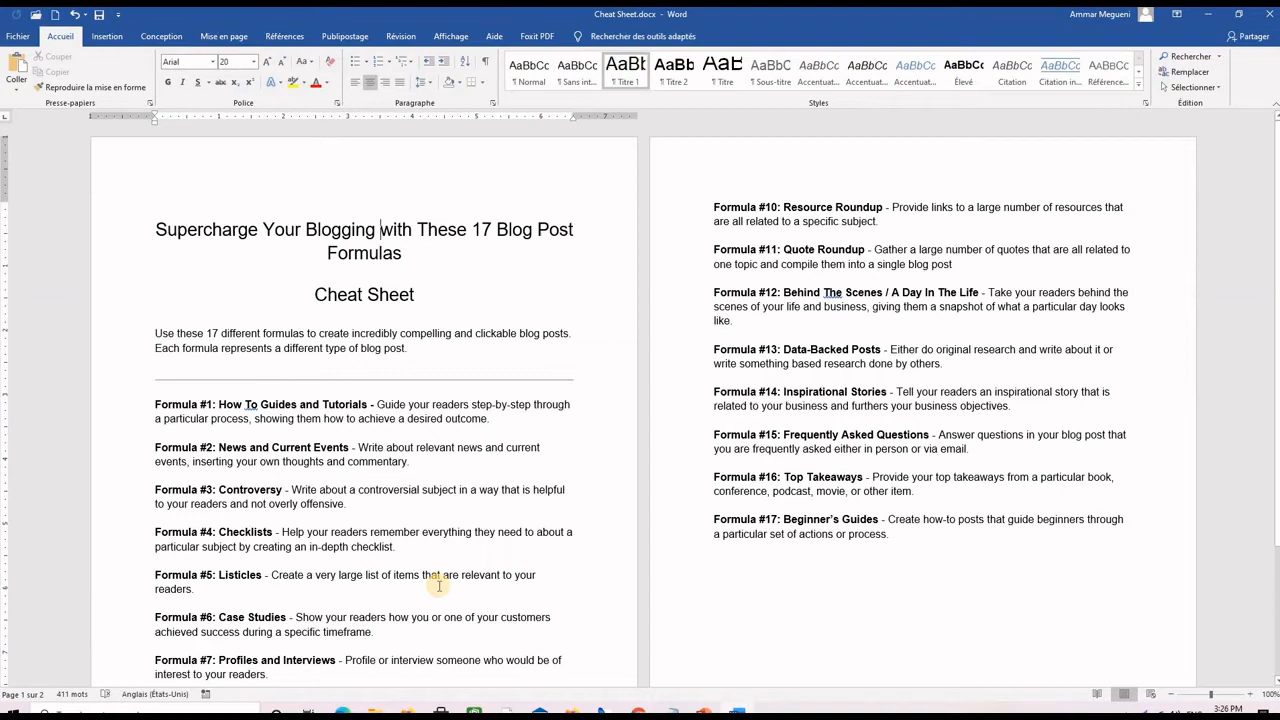 Cheat Sheet.docx - Word
Ammar Megueni
Fichier Accueil Insertion Conception Mise en page Références Publipostage Révision Affichage Aide Foxit PDF Rechercher des outils adaptés
Partager
Coller
Couper
Copier
Reproduire la mise en forme
Presse-papiers
Arial 20
Police
Paragraphe
AaBbCc AaBbCc AaBb AaBbCc AaBb AaBbCc AaBbCc AaBbCc AaBbCc AaBbCc AaBbCc AaBbCc AaBbCc
¶ Normal ¶ Sans int... ¶ Titre 1 ¶ Titre 2 ¶ Titre ¶ Sous-titre Accentuat... Accentuat... Accentuat... Élevé Citation Citation in... Référence...
Styles
Rechercher
Remplacer
Sélectionner
Édition
Supercharge Your Blogging with These 17 Blog Post
Formulas
Cheat Sheet
Use these 17 different formulas to create incredibly compelling and clickable blog posts.
Each formula represents a different type of blog post.
Formula #1: How To Guides and Tutorials - Guide your readers step-by-step through
a particular process, showing them how to achieve a desired outcome.
Formula #2: News and Current Events - Write about relevant news and current
events, inserting your own thoughts and commentary.
Formula #3: Controversy - Write about a controversial subject in a way that is helpful
to your readers and not overly offensive.
Formula #4: Checklists - Help your readers remember everything they need to about a
particular subject by creating an in-depth checklist.
Formula #5: Listicles - Create a very large list of items that are relevant to your
readers.
Formula #6: Case Studies - Show your readers how you or one of your customers
achieved success during a specific timeframe.
Formula #7: Profiles and Interviews - Profile or interview someone who would be of
interest to your readers.
Formula #10: Resource Roundup - Provide links to a large number of resources that
are all related to a specific subject.
Formula #11: Quote Roundup - Gather a large number of quotes that are all related to
one topic and compile them into a single blog post
Formula #12: Behind The Scenes / A Day In The Life - Take your readers behind the
scenes of your life and business, giving them a snapshot of what a particular day looks
like.
Formula #13: Data-Backed Posts - Either do original research and write about it or
write something based research done by others.
Formula #14: Inspirational Stories - Tell your readers an inspirational story that is
related to your business and furthers your business objectives.
Formula #15: Frequently Asked Questions - Answer questions in your blog post that
you are frequently asked either in person or via email.
Formula #16: Top Takeaways - Provide your top takeaways from a particular book,
conference, podcast, movie, or other item.
Formula #17: Beginner's Guides - Create how-to posts that guide beginners through
a particular set of actions or process.
Page 1 sur 2 411 mots Anglais (États-Unis)
100%
3:26 PM